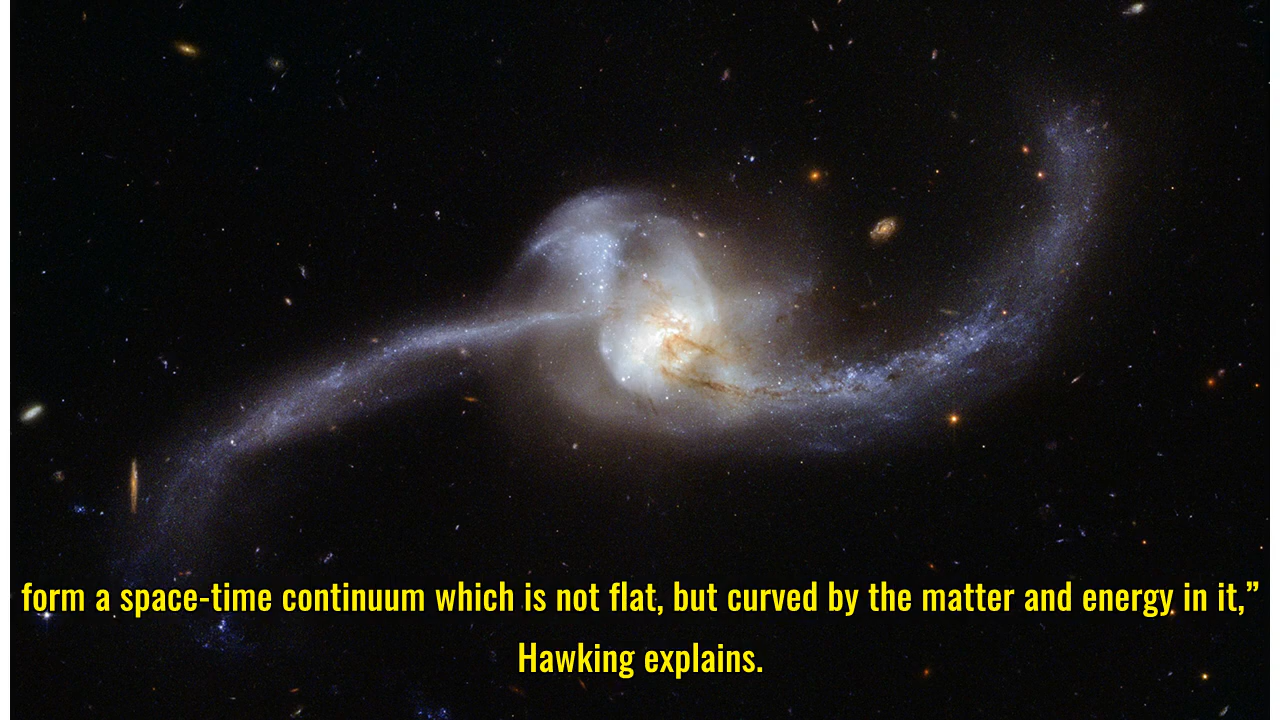 form a space-time continuum which is not flat, but curved by the matter and energy in it,”
Hawking explains.